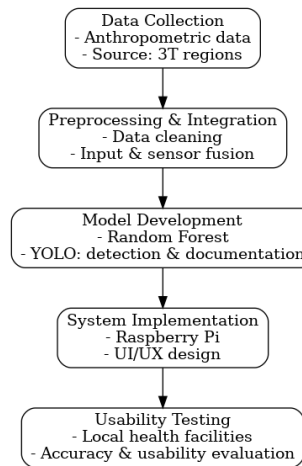 Data Collection
- Anthropometric data
- Source: 3T regions
Preprocessing & Integration
- Data cleaning
- Input & sensor fusion
Model Development
- Random Forest
- YOLO: detection & documentation
System Implementation
- Raspberry Pi
- UI/UX design
Usability Testing
- Local health facilities
- Accuracy & usability evaluation